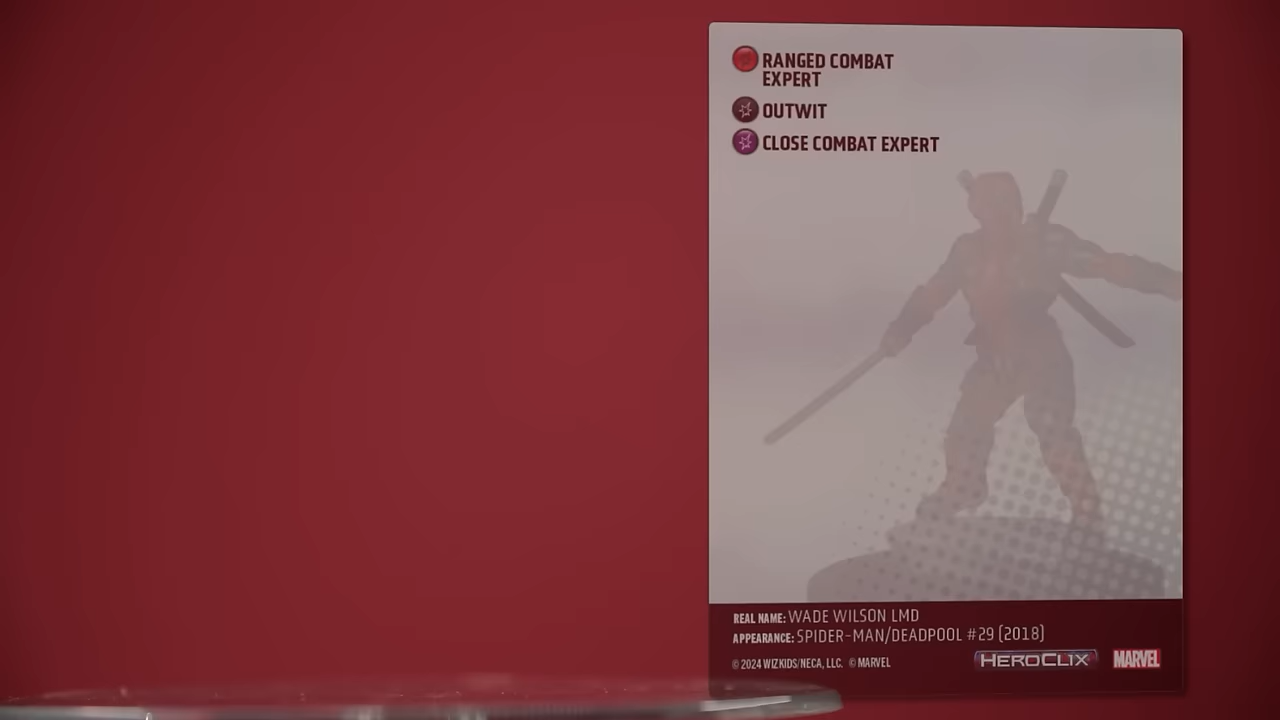 RANGED COMBAT
EXPERT
OUTWIT
CLOSE COMBAT EXPERT
REAL NAME: WADE WILSON LMD
APPEARANCE: SPIDER-MAN/DEADPOOL #29 (2018)
© 2024 WIZKIDS/NECA, LLC. © MARVEL
HEROCLIX
MARVEL